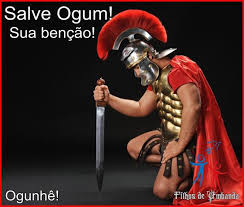 Salve Ogum!
Sua benção!
Ogunhê!
Filhos de Umbanda